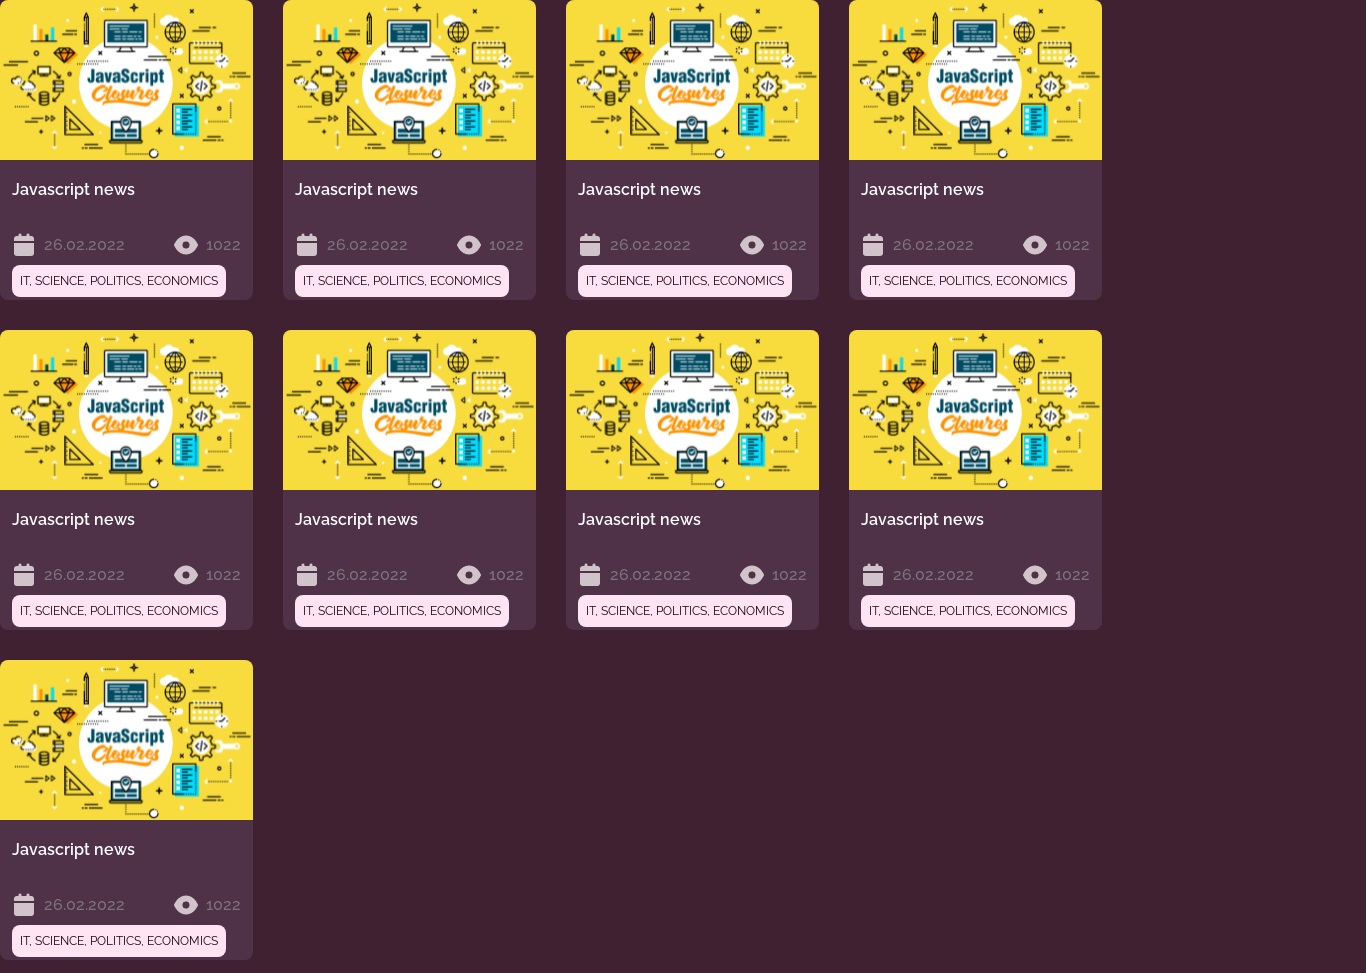 JavaScript JavaScript JavaScript JavaScript
Closures Closures Closures Closures
Javascript news Javascript news Javascript news Javascript news
26.02.2022 1022 26.02.2022 1022 26.02.2022 1022 26.02.2022 1022
IT, SCIENCE, POLITICS, ECONOMICS IT, SCIENCE, POLITICS, ECONOMICS IT, SCIENCE, POLITICS, ECONOMICS IT, SCIENCE, POLITICS, ECONOMICS
JavaScript JavaScript JavaScript JavaScript
Closures Closures Closures Closures
Javascript news Javascript news Javascript news Javascript news
26.02.2022 1022 26.02.2022 1022 26.02.2022 1022 26.02.2022 1022
IT, SCIENCE, POLITICS, ECONOMICS IT, SCIENCE, POLITICS, ECONOMICS IT, SCIENCE, POLITICS, ECONOMICS IT, SCIENCE, POLITICS, ECONOMICS
JavaScript
Closures
Javascript news
26.02.2022 1022
IT, SCIENCE, POLITICS, ECONOMICS